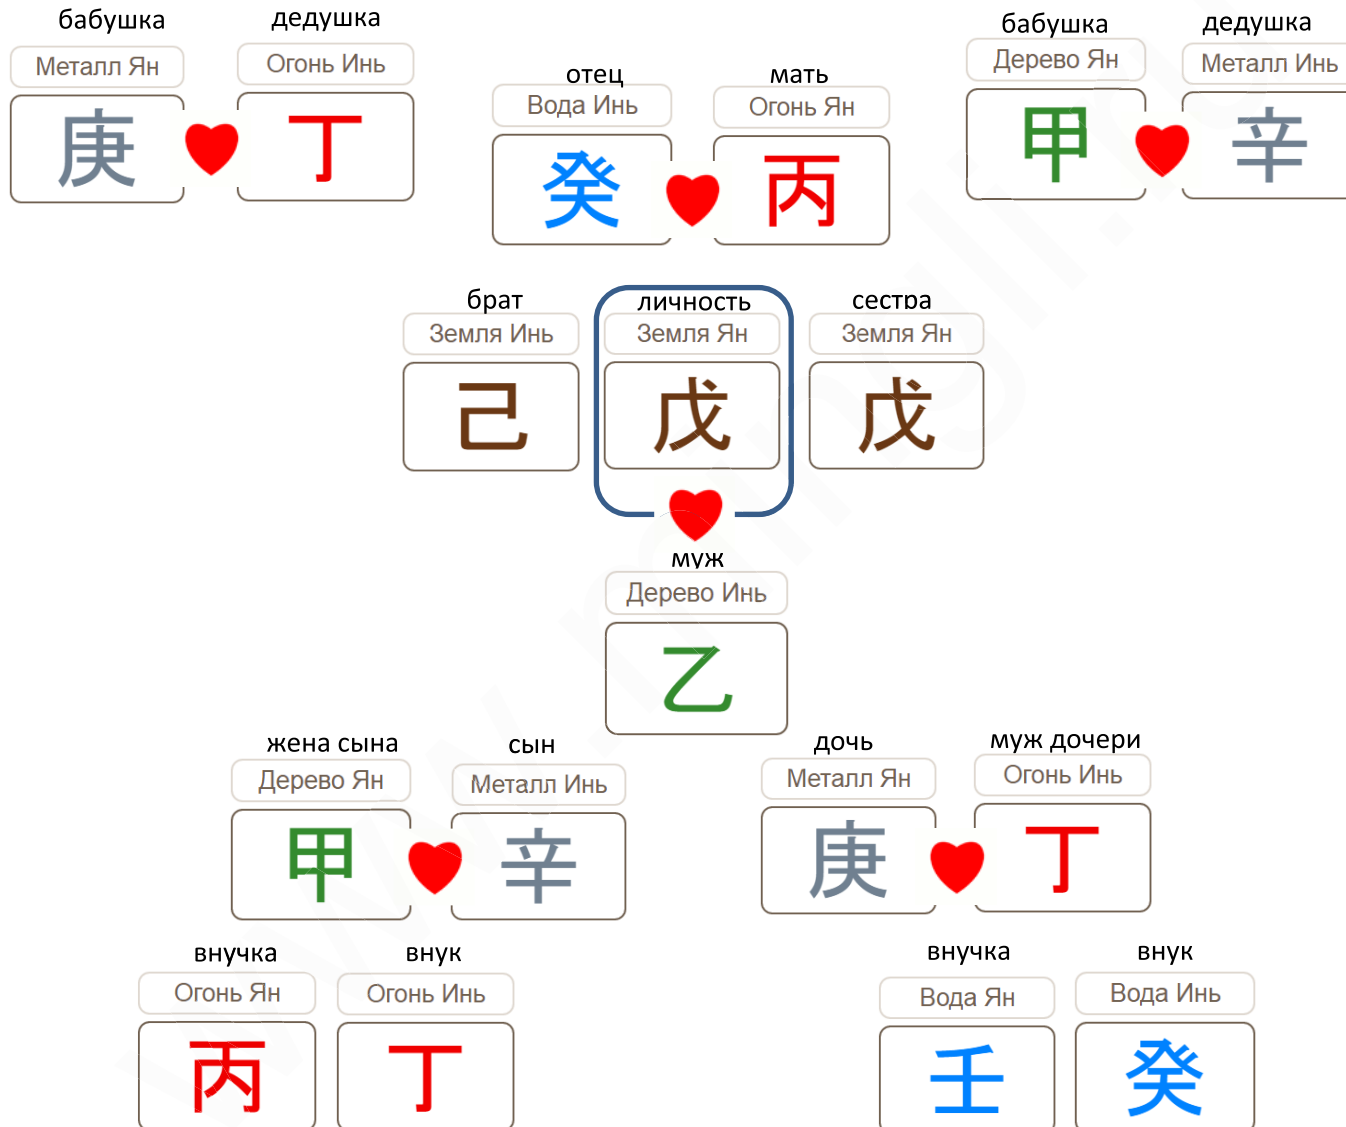 бабушка
дедушка
Металл Ян
Огонь Инь
庚
丁
отец
мать
Вода Инь
Огонь Ян
癸
丙
бабушка
дедушка
Дерево Ян
Металл Инь
甲
辛
брат
личность
сестра
Земля Инь
Земля Ян
Земля Ян
己
戊
戊
муж
Дерево Инь
乙
жена сына
сын
Дерево Ян
Металл Инь
甲
辛
дочь
муж дочери
Металл Ян
Огонь Инь
庚
丁
внучка
внук
Огонь Ян
Огонь Инь
丙
丁
внучка
внук
Вода Ян
Вода Инь
壬
癸